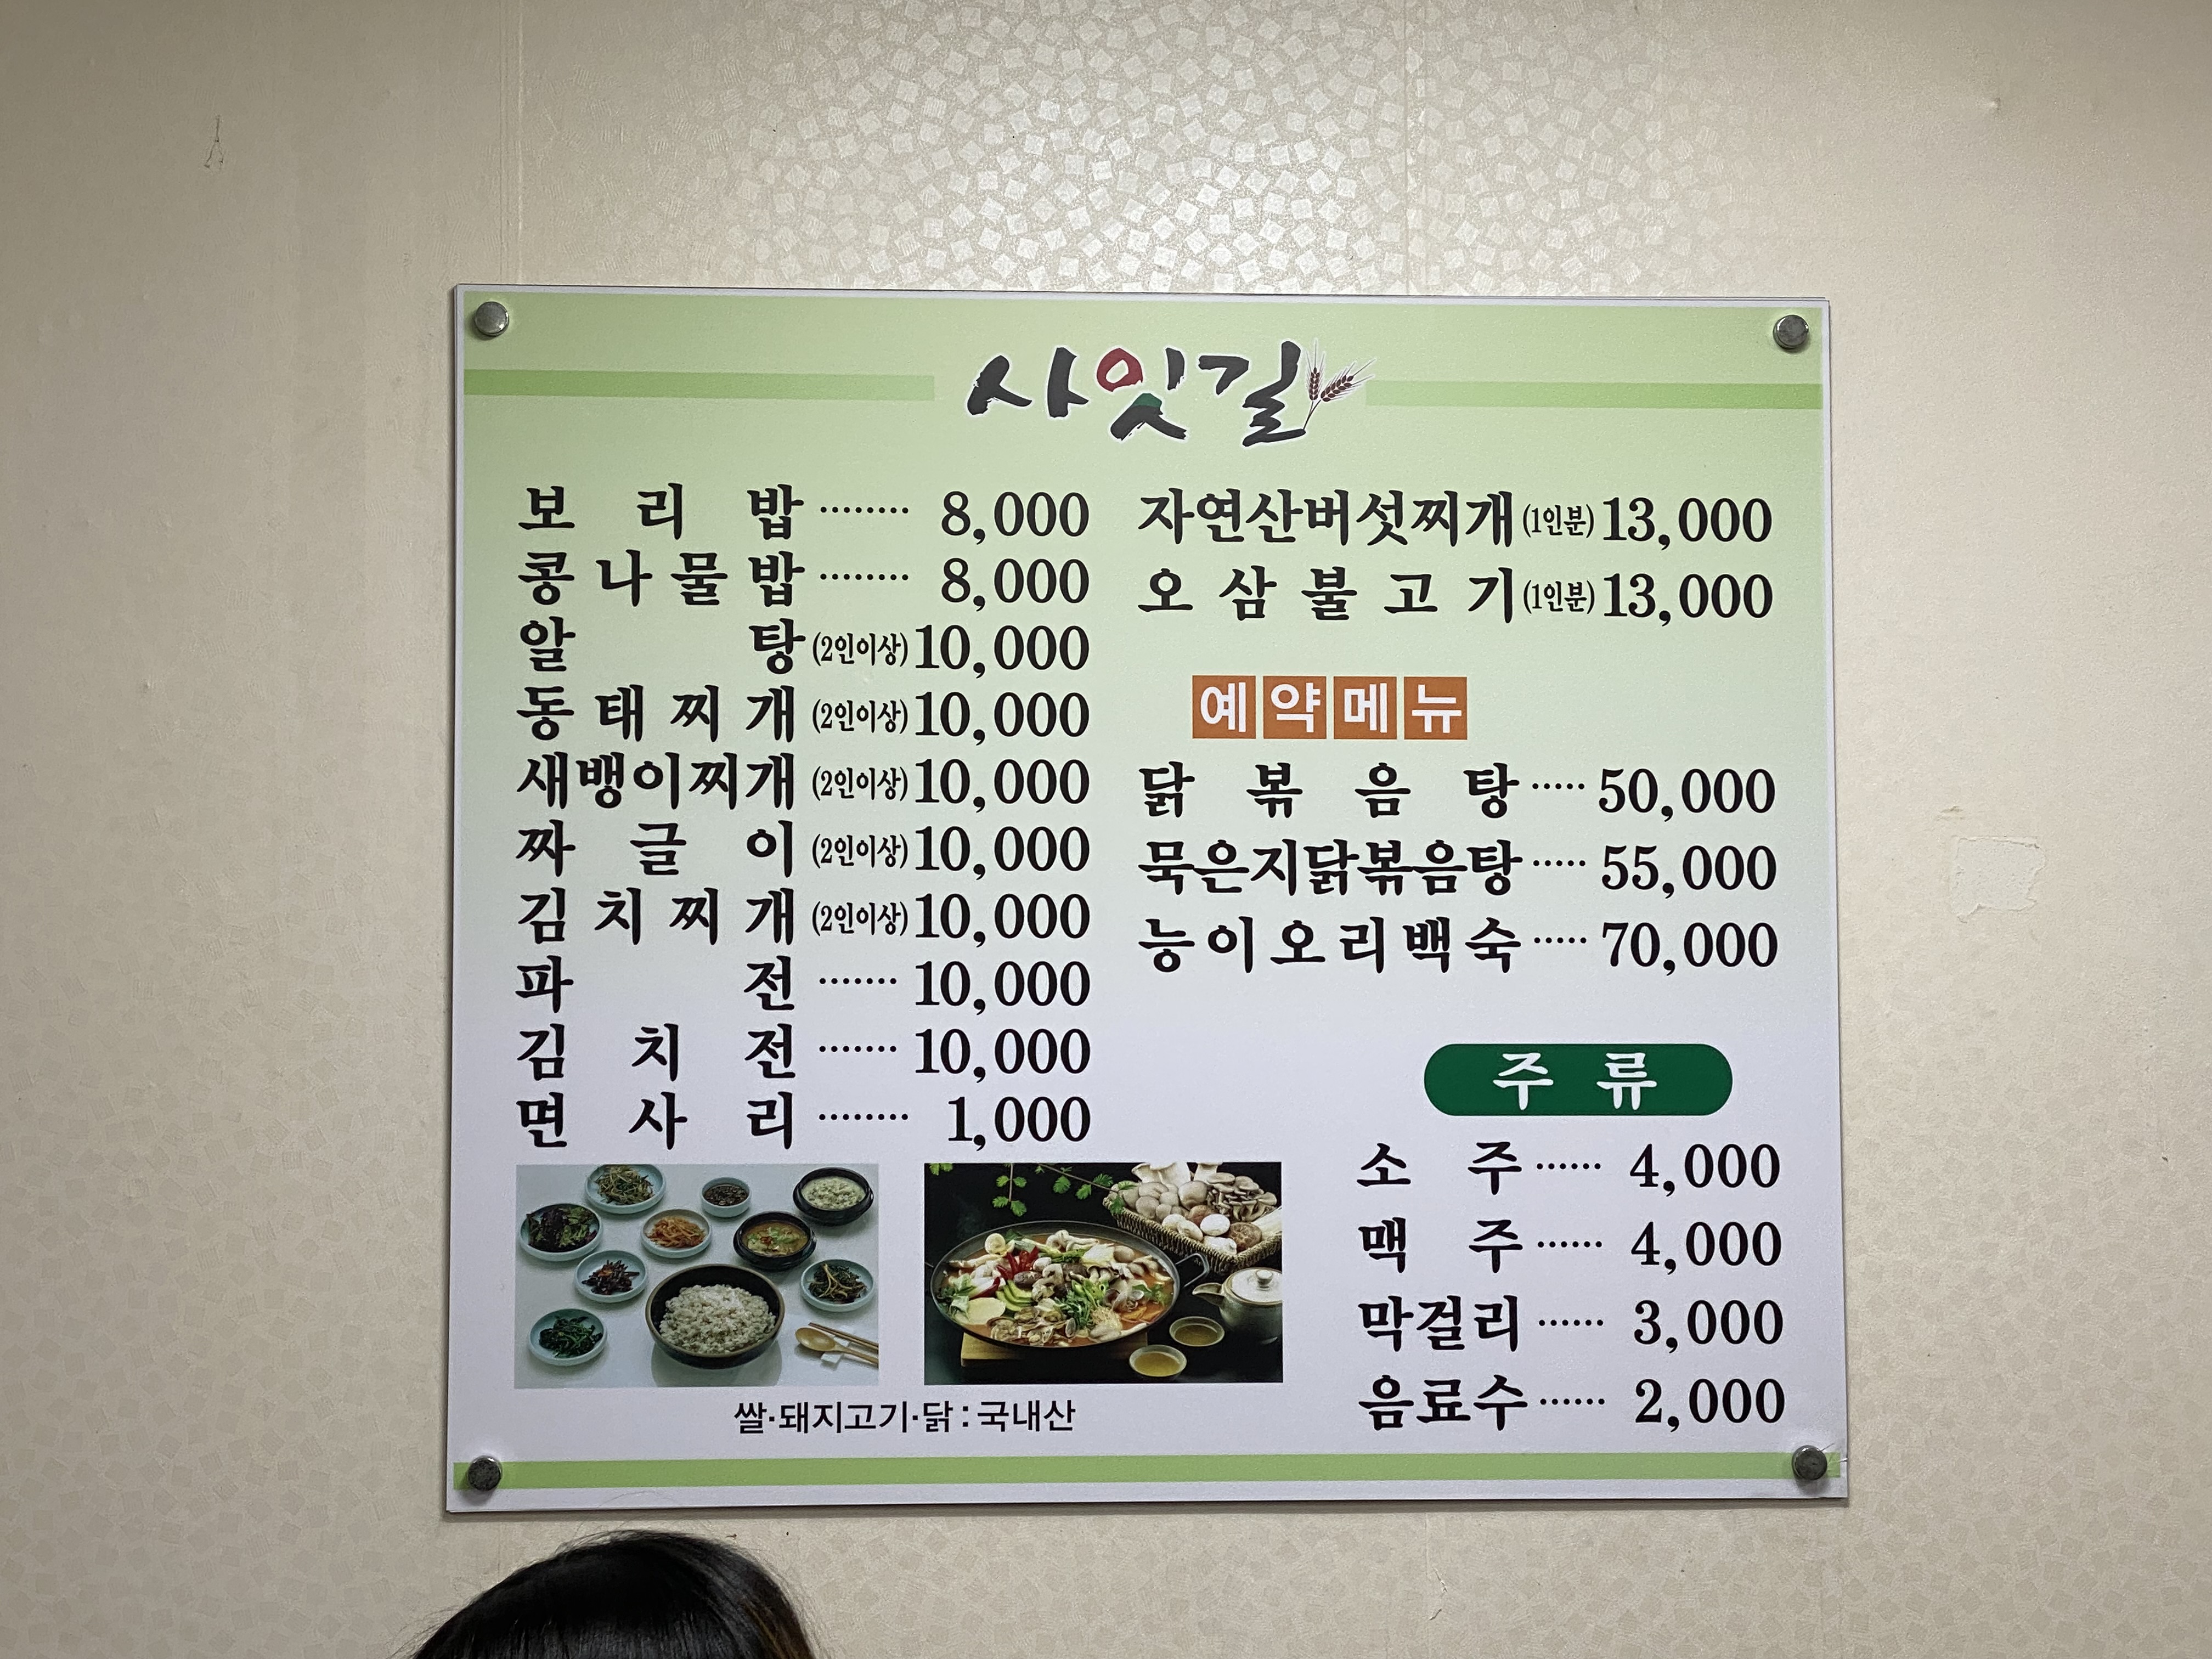 사잇길
보리밥 ········ 8,000
콩나물밥 ········ 8,000
알탕 (2인이상) 10,000
동태찌개 (2인이상) 10,000
새뱅이찌개 (2인이상) 10,000
짜글이 (2인이상) 10,000
김치찌개 (2인이상) 10,000
파전 ······· 10,000
김치전 ······· 10,000
면사리 ········ 1,000
자연산버섯찌개 (1인분) 13,000
오삼불고기 (1인분) 13,000
예약메뉴
닭볶음탕 ····· 50,000
묵은지닭볶음탕 ····· 55,000
능이오리백숙 ····· 70,000
주류
소주 ······ 4,000
맥주 ······ 4,000
막걸리 ······ 3,000
음료수 ······ 2,000
쌀·돼지고기·닭 : 국내산